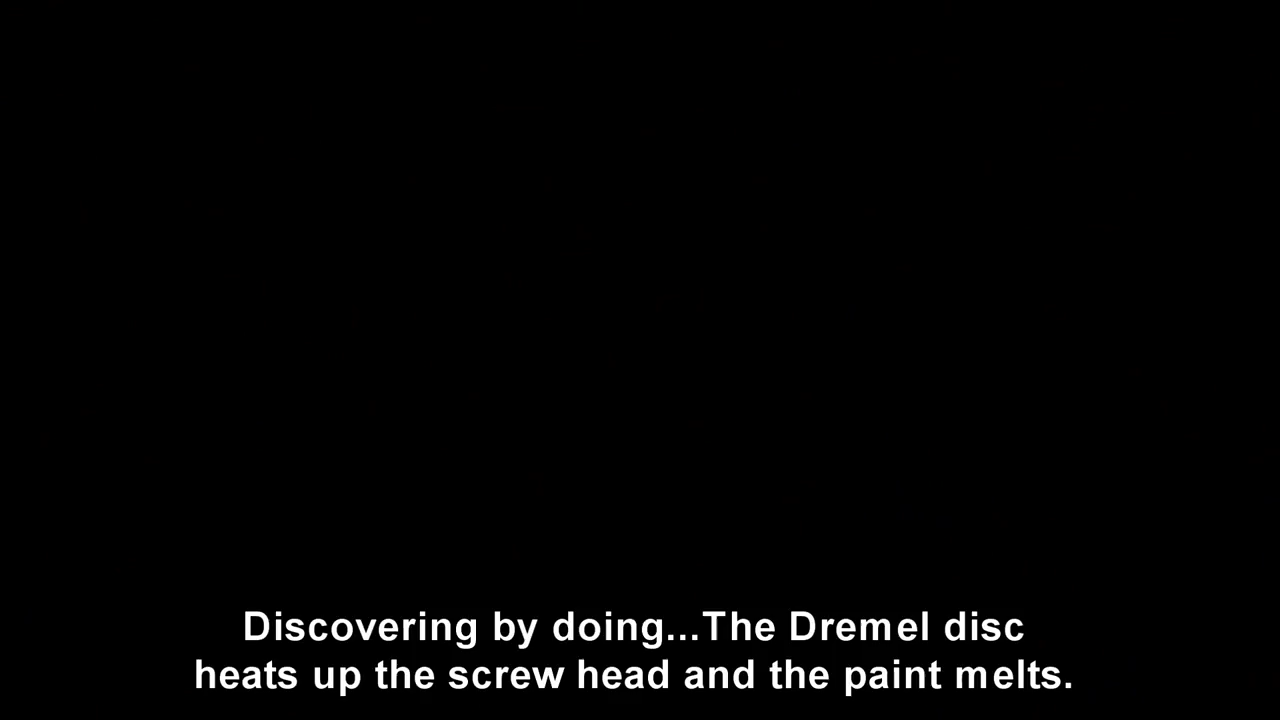 Discovering by doing...The Dremel disc
heats up the screw head and the paint melts.